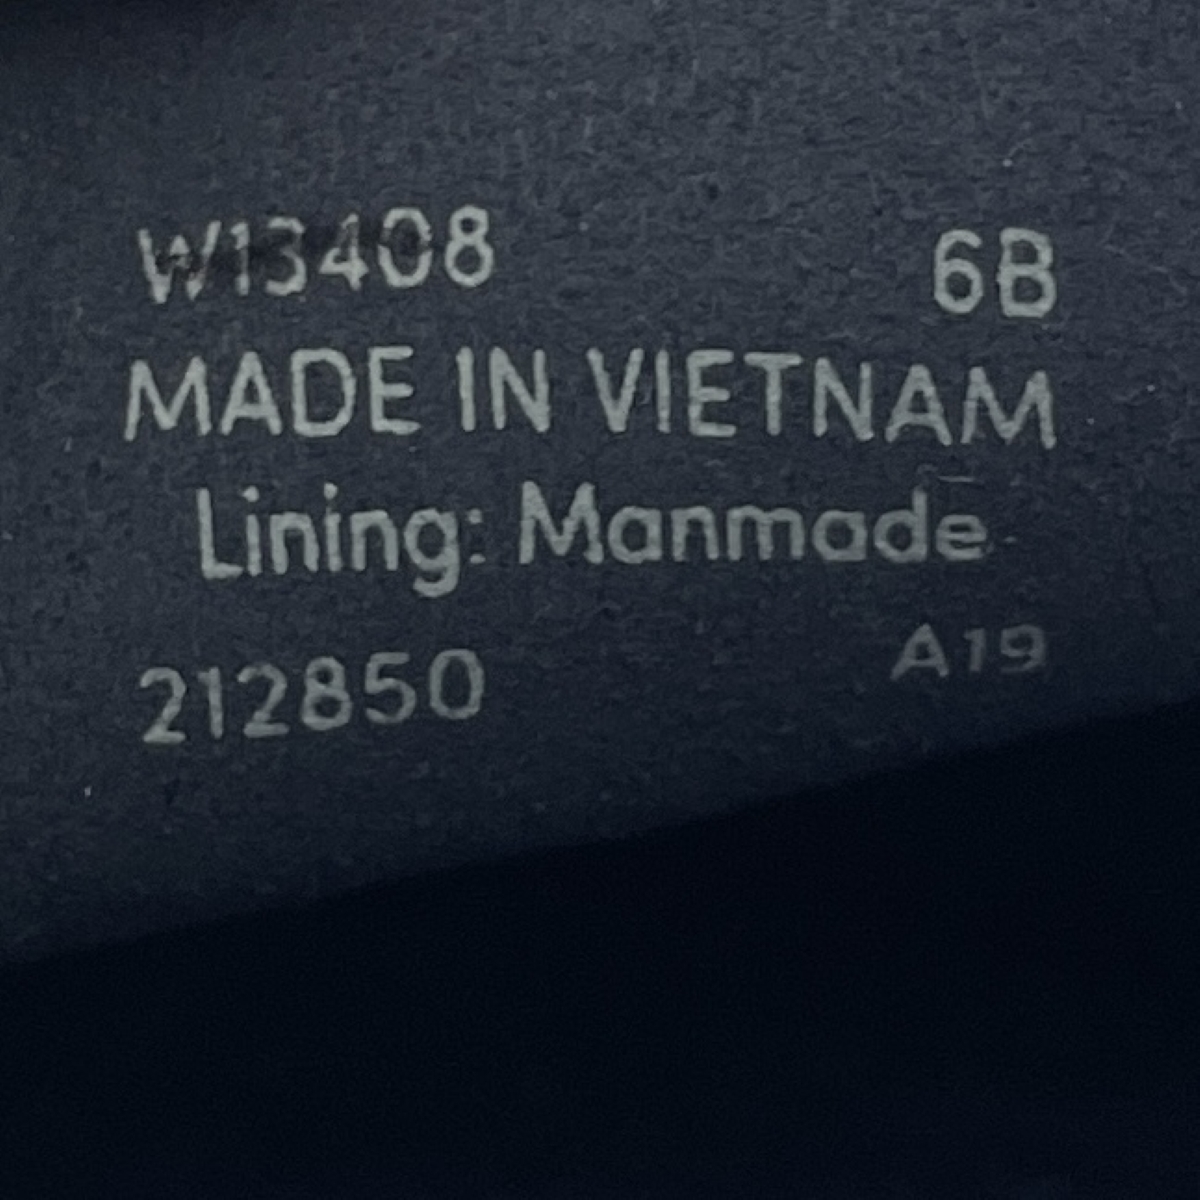 W13408 6B
MADE IN VIETNAM
Lining: Manmade
212850 A19